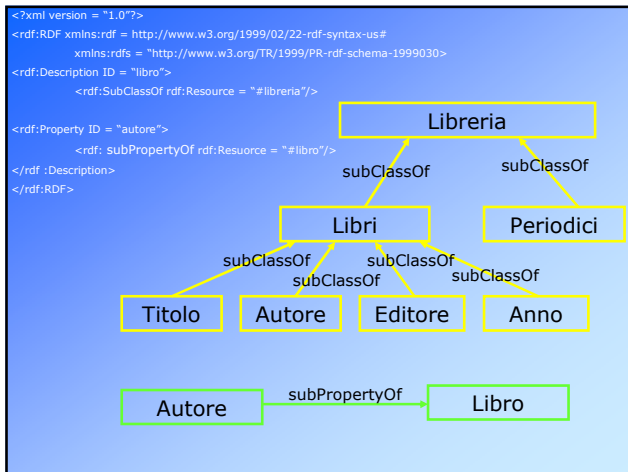 <?xml version = “1.0”?>
<rdf:RDF xmlns:rdf = http://www.w3.org/1999/02/22-rdf-syntax-us#
xmlns:rdfs = “http://www.w3.org/TR/1999/PR-rdf-schema-1999030>
<rdf:Description ID = “libro”>
<rdf:SubClassOf rdf:Resource = “#libreria”/>
<rdf:Property ID = “autore”>
<rdf: subPropertyOf rdf:Resuorce = “#libro”/>
</rdf :Description>
</rdf:RDF>
Libreria
subClassOf
subClassOf
Libri
Periodici
subClassOf
subClassOf
subClassOf
subClassOf
Titolo
Autore
Editore
Anno
Autore
subPropertyOf
Libro